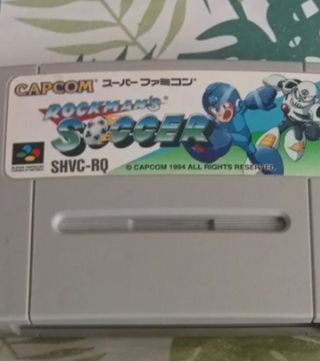 CAPCOM スーパーファミコン
ROCKMAN'S
SOCCER
SHVC-RQ
© CAPCOM 1994 ALL RIGHTS RESERVED.